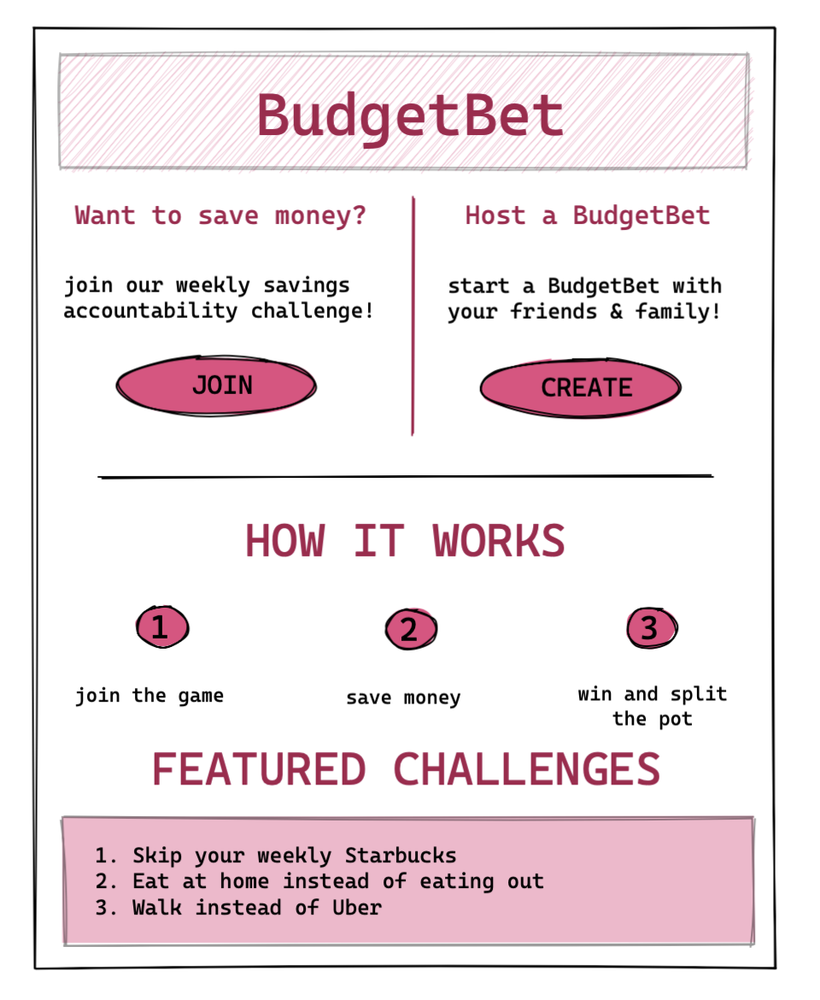 BudgetBet
Want to save money?
join our weekly savings
accountability challenge!
JOIN
Host a BudgetBet
start a BudgetBet with
your friends & family!
CREATE
HOW IT WORKS
1
join the game
2
save money
3
win and split
the pot
FEATURED CHALLENGES
1. Skip your weekly Starbucks
2. Eat at home instead of eating out
3. Walk instead of Uber